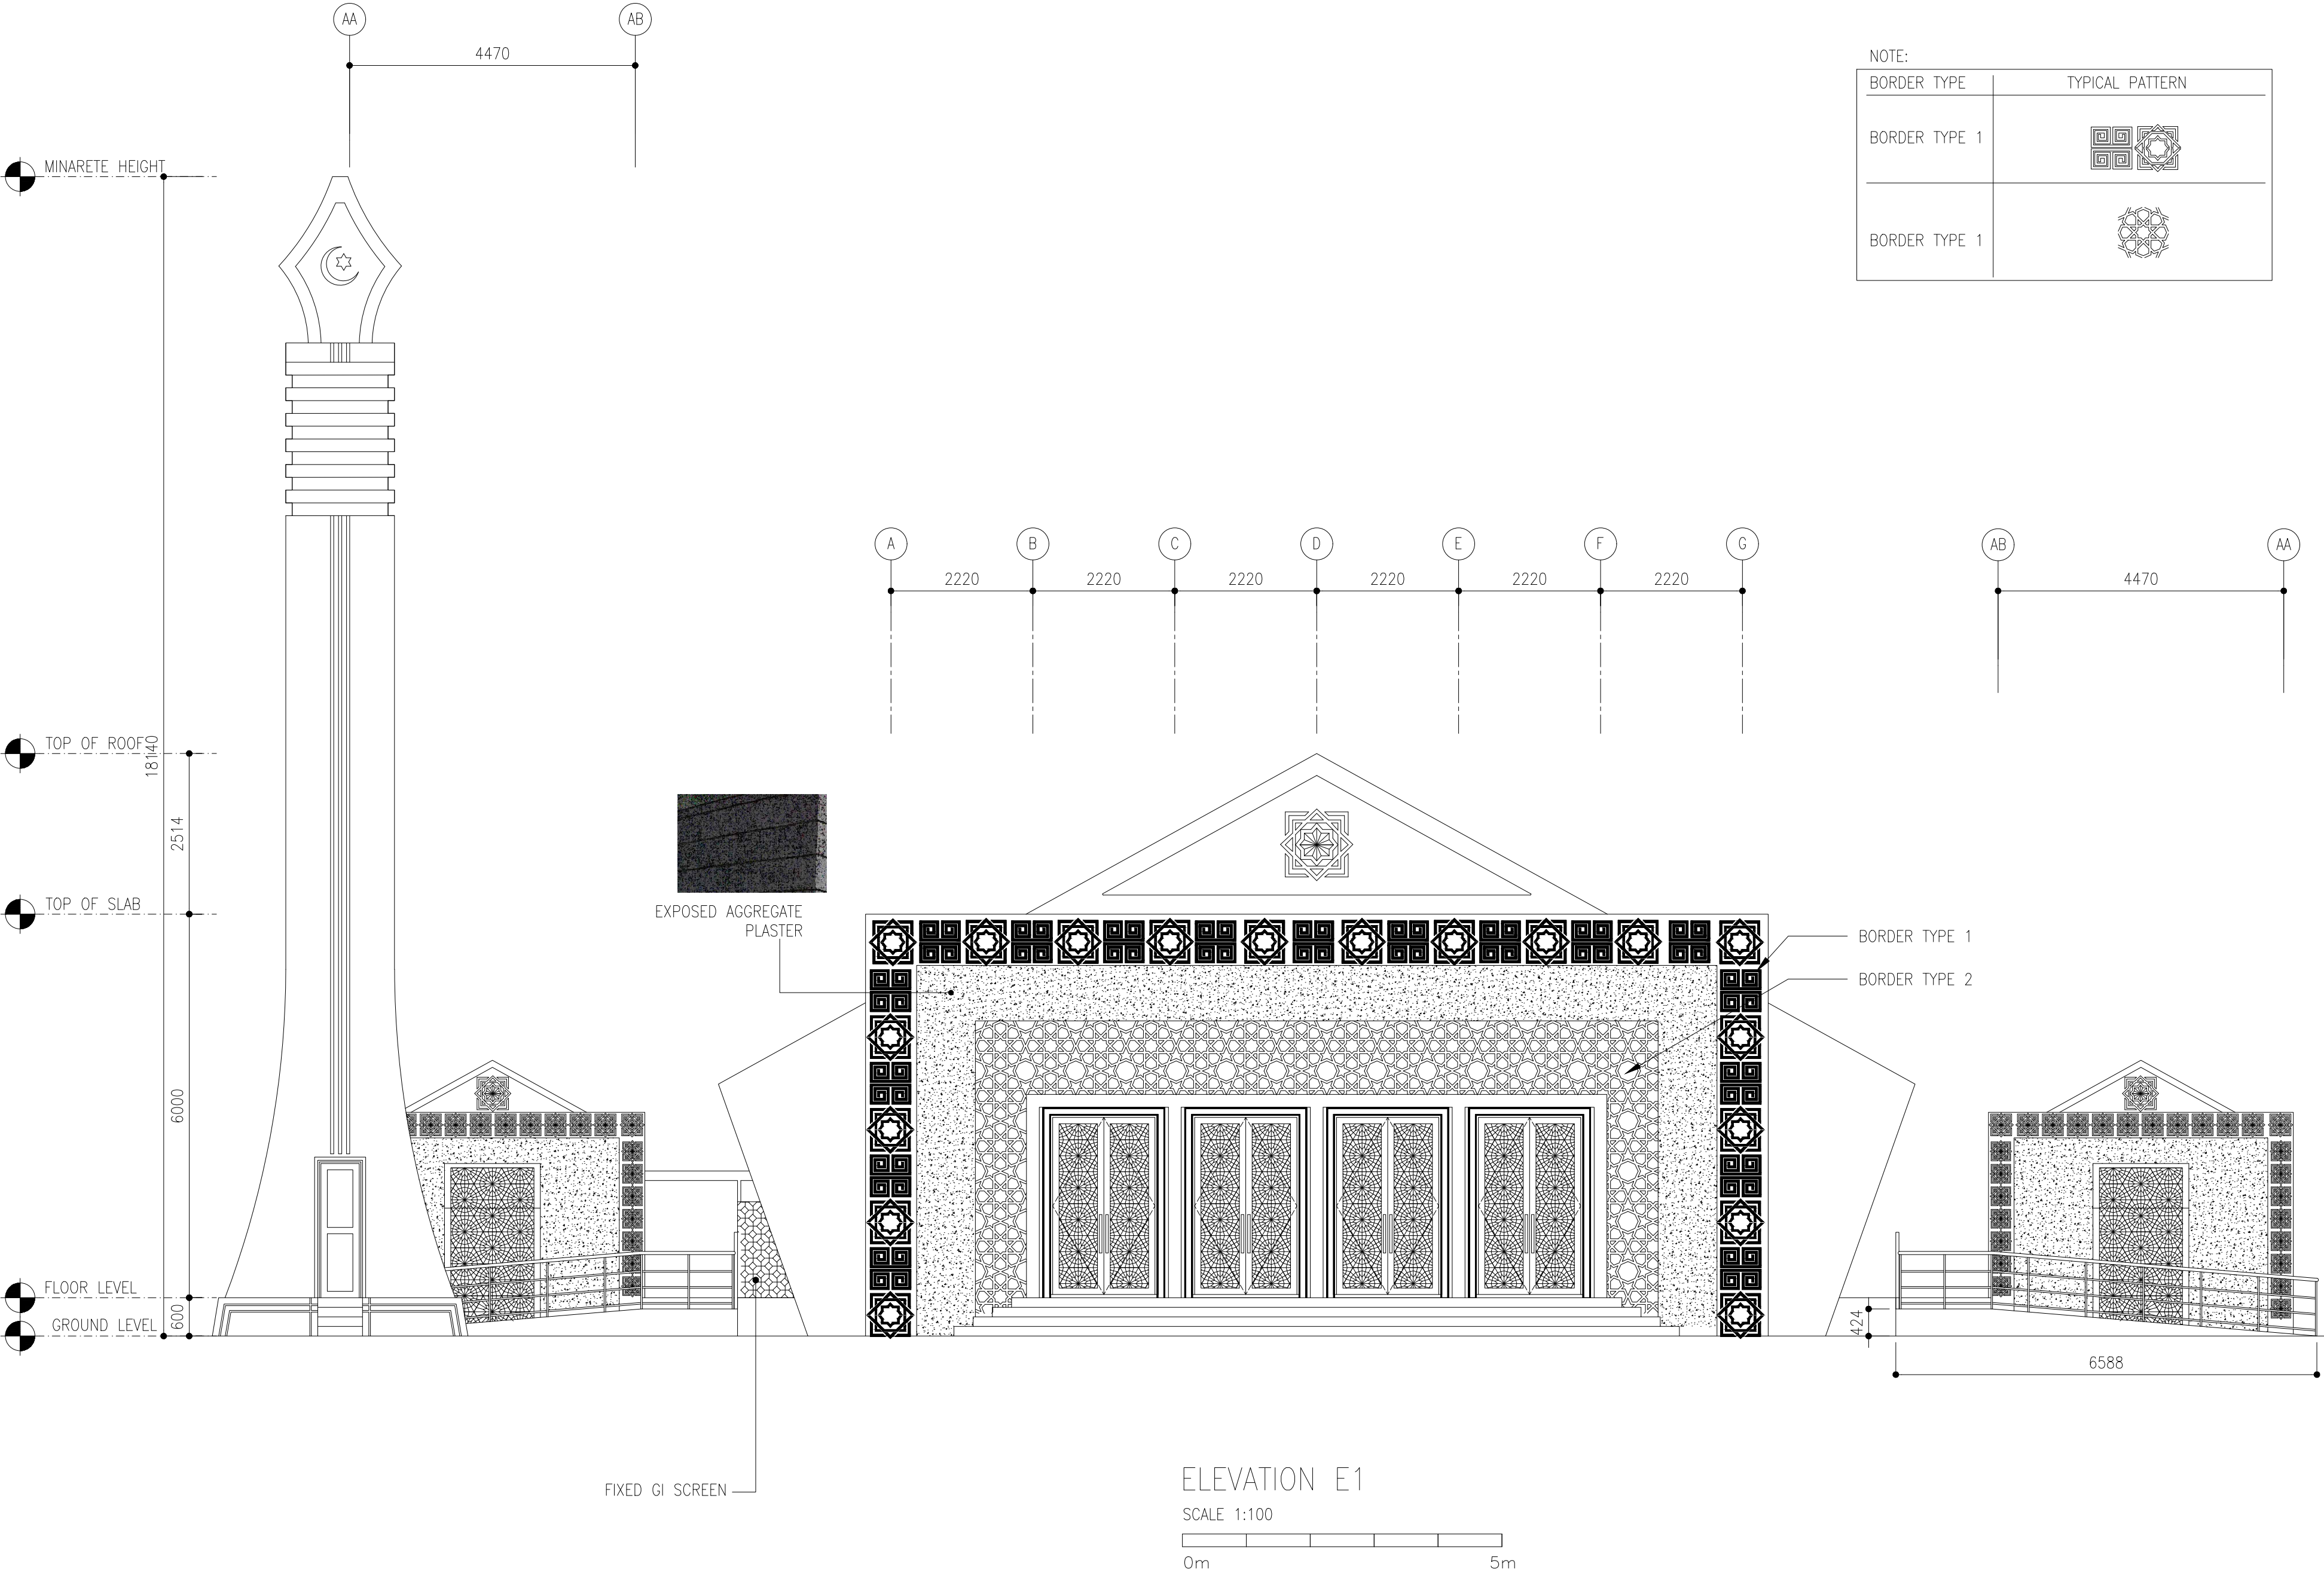 AA
AB
4470
NOTE:
BORDER TYPE
TYPICAL PATTERN
BORDER TYPE 1
BORDER TYPE 1
MINARETE HEIGHT
A
B
C
D
E
F
G
AB
AA
2220
2220
2220
2220
2220
2220
4470
TOP OF ROOF
18140
2514
TOP OF SLAB
EXPOSED AGGREGATE
PLASTER
BORDER TYPE 1
BORDER TYPE 2
6000
FLOOR LEVEL
600
GROUND LEVEL
424
6588
FIXED GI SCREEN
ELEVATION E1
SCALE 1:100
0m
5m